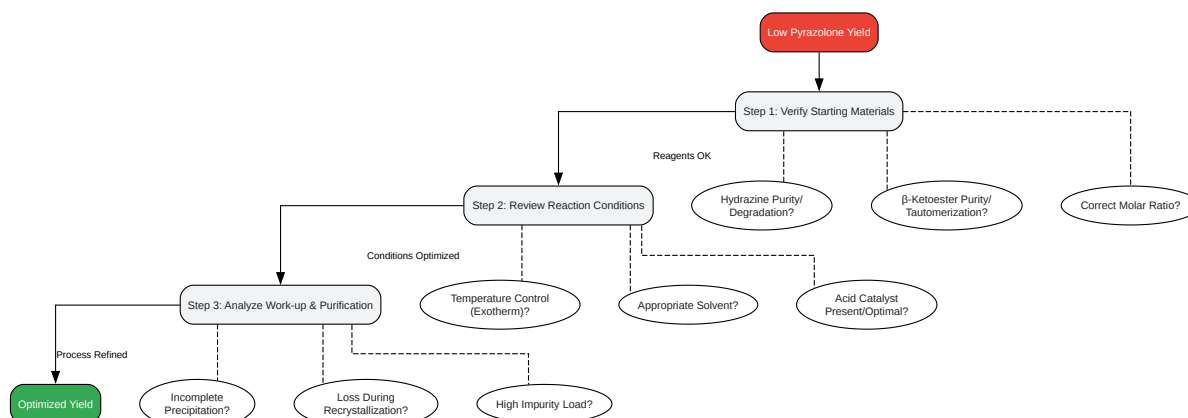 Low Pyrazolone Yield
Step 1: Verify Starting Materials
Reagents OK
Hydrazine Purity/
Degradation?
β-Ketoester Purity/
Tautomerization?
Correct Molar Ratio?
Step 2: Review Reaction Conditions
Conditions Optimized
Temperature Control
(Exotherm)?
Appropriate Solvent?
Acid Catalyst
Present/Optimal?
Step 3: Analyze Work-up & Purification
Process Refined
Optimized Yield
Incomplete
Precipitation?
Loss During
Recrystallization?
High Impurity Load?